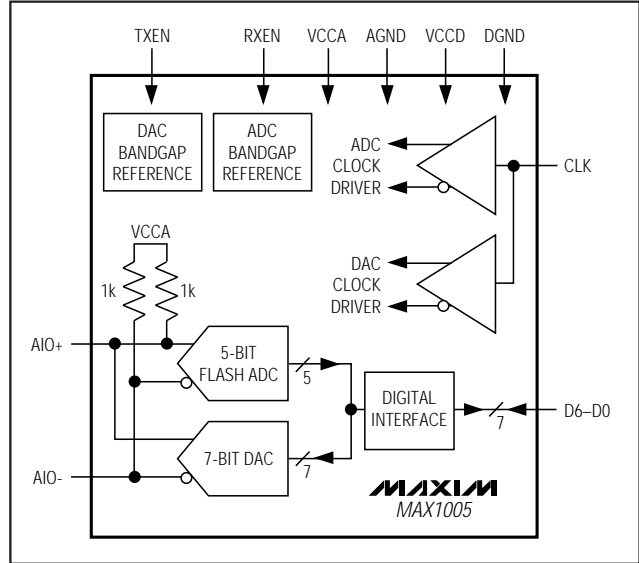 TXEN RXEN VCCA AGND VCCD DGND
DAC
BANDGAP
REFERENCE
ADC
BANDGAP
REFERENCE
ADC
CLOCK
DRIVER
CLK
DAC
CLOCK
DRIVER
VCCA
1k 1k
AIO+
5-BIT
FLASH ADC
5
DIGITAL
INTERFACE
7
D6–D0
7-BIT DAC
7
AIO-
MAXIM
MAX1005